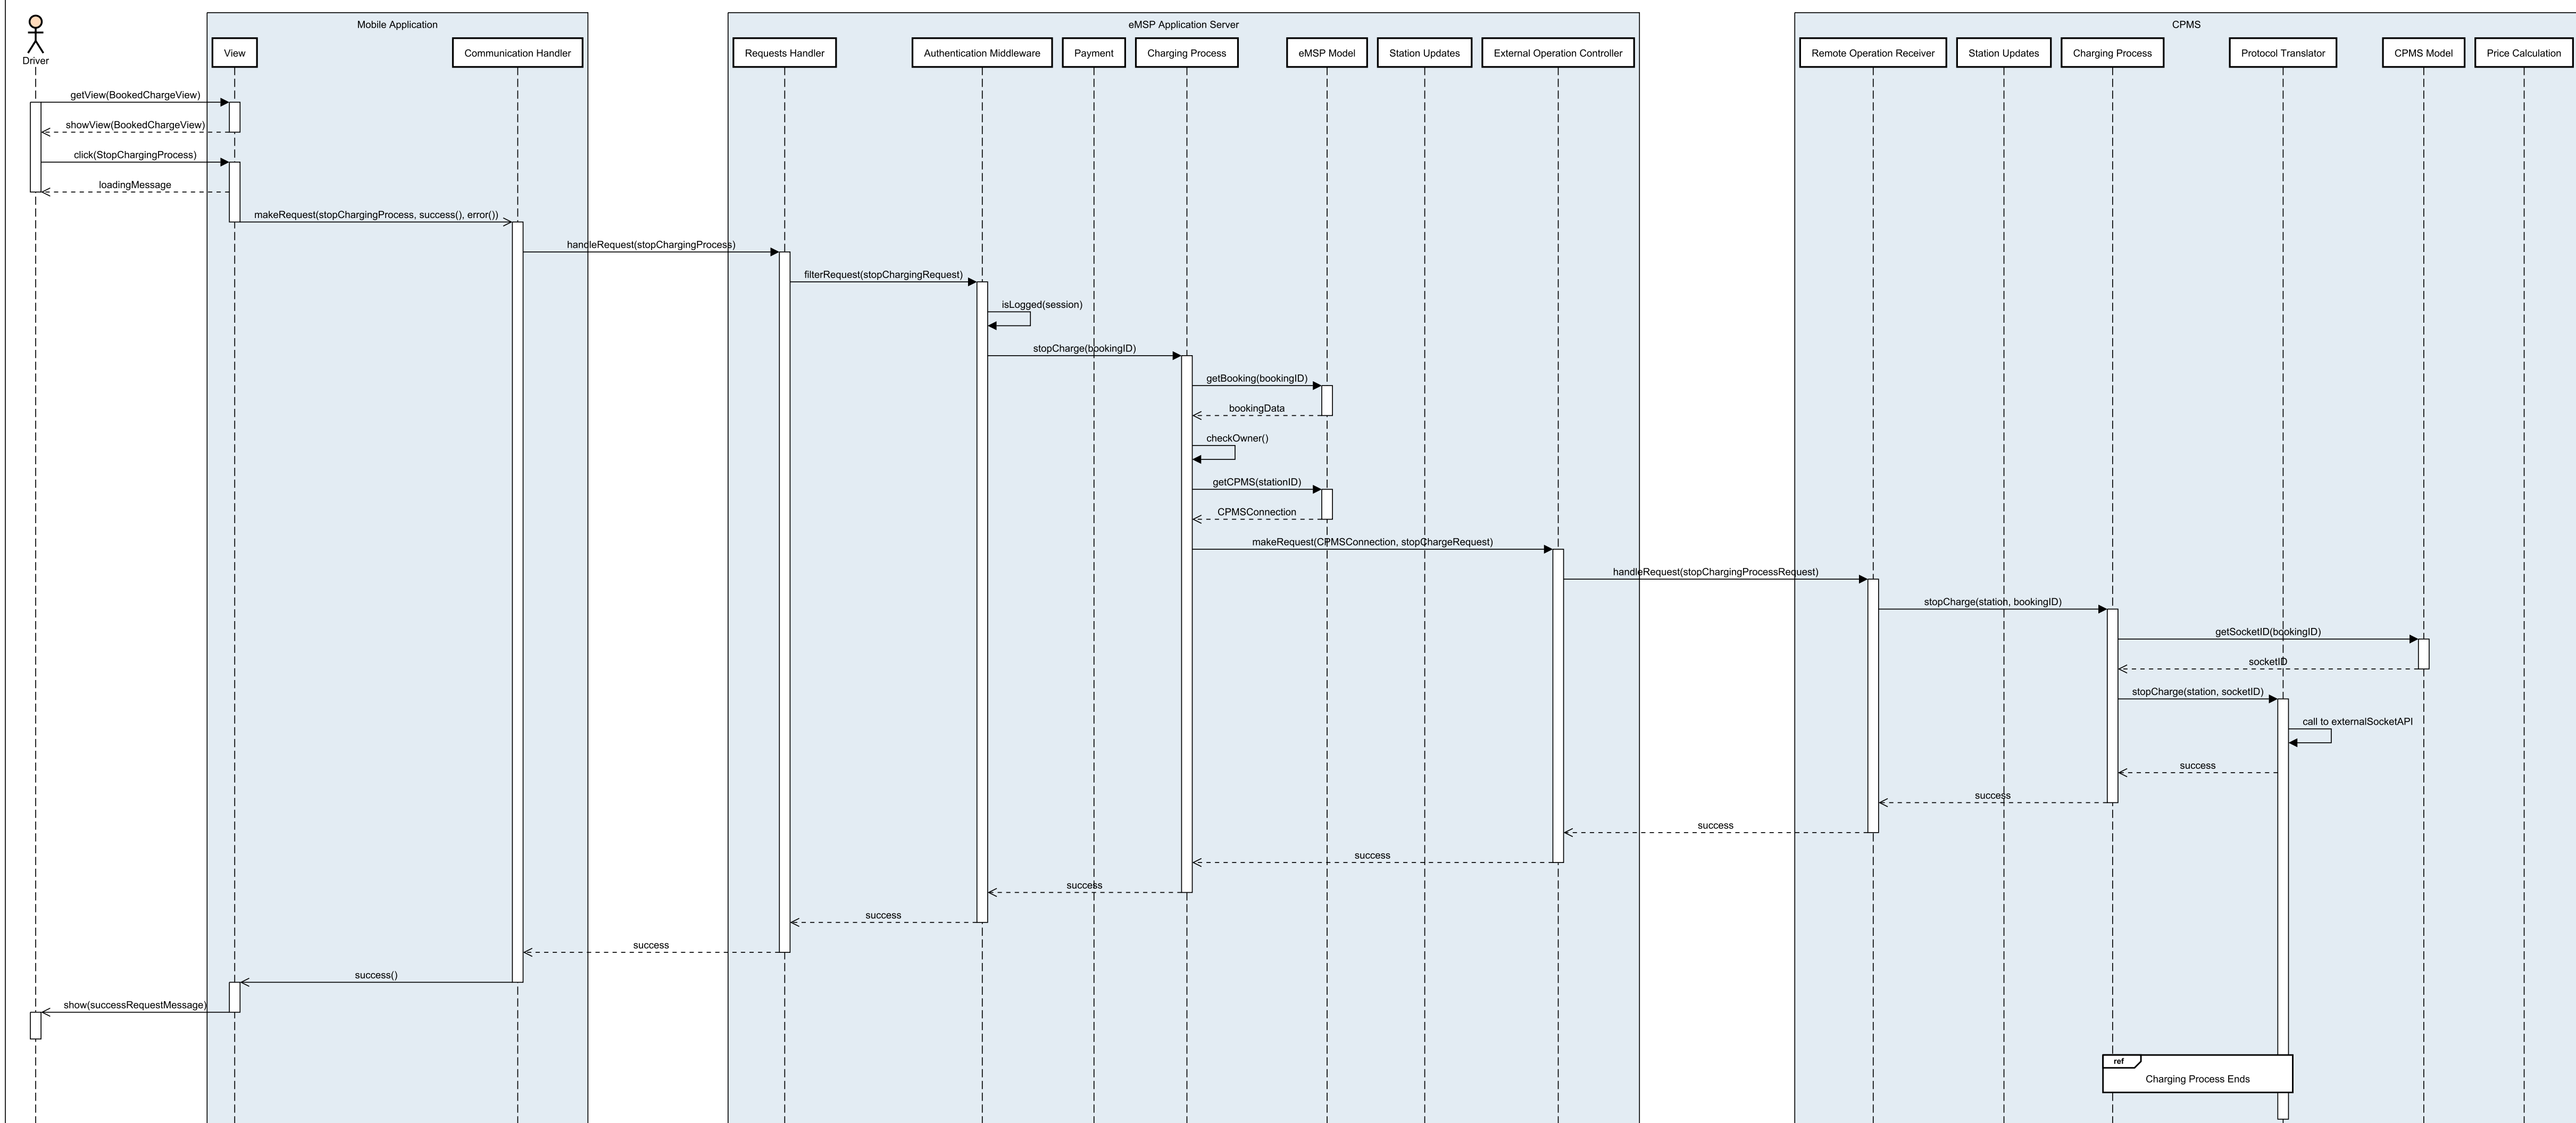 Mobile Application
eMSP Application Server
CPMS
Driver
View
Communication Handler
Requests Handler
Authentication Middleware
Payment
Charging Process
eMSP Model
Station Updates
External Operation Controller
Remote Operation Receiver
Station Updates
Charging Process
Protocol Translator
CPMS Model
Price Calculation
getView(BookedChargeView)
showView(BookedChargeView)
click(StopChargingProcess)
loadingMessage
makeRequest(stopChargingProcess, success(), error())
handleRequest(stopChargingProcess)
filterRequest(stopChargingRequest)
isLogged(session)
stopCharge(bookingID)
getBooking(bookingID)
bookingData
checkOwner()
getCPMS(stationID)
CPMSConnection
makeRequest(CPMSConnection, stopChargeRequest)
handleRequest(stopChargingProcessRequest)
stopCharge(station, bookingID)
getSocketID(bookingID)
socketID
stopCharge(station, socketID)
call to externalSocketAPI
success
success
success
success
success
success
success
success()
show(successRequestMessage)
ref
Charging Process Ends